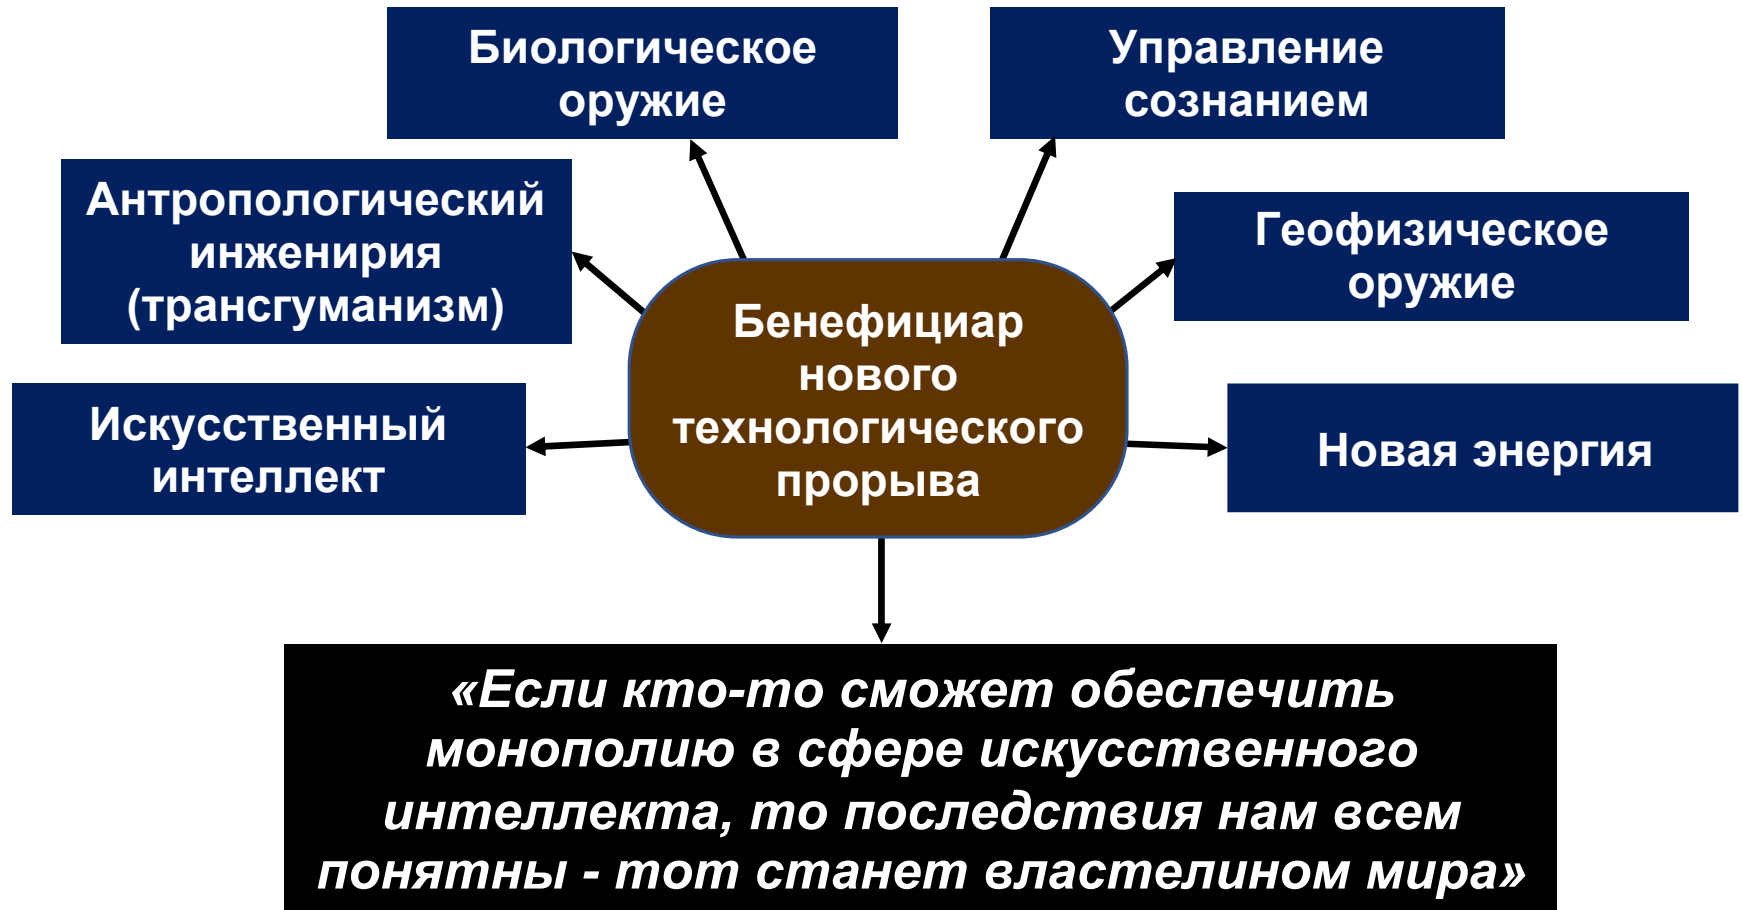 Биологическое
оружие
Управление
сознанием
Антропологический
инженирия
(трансгуманизм)
Геофизическое
оружие
Бенефициар
нового
технологического
прорыва
Искусственный
интеллект
Новая энергия
«Если кто-то сможет обеспечить
монополию в сфере искусственного
интеллекта, то последствия нам всем
понятны - тот станет властелином мира»